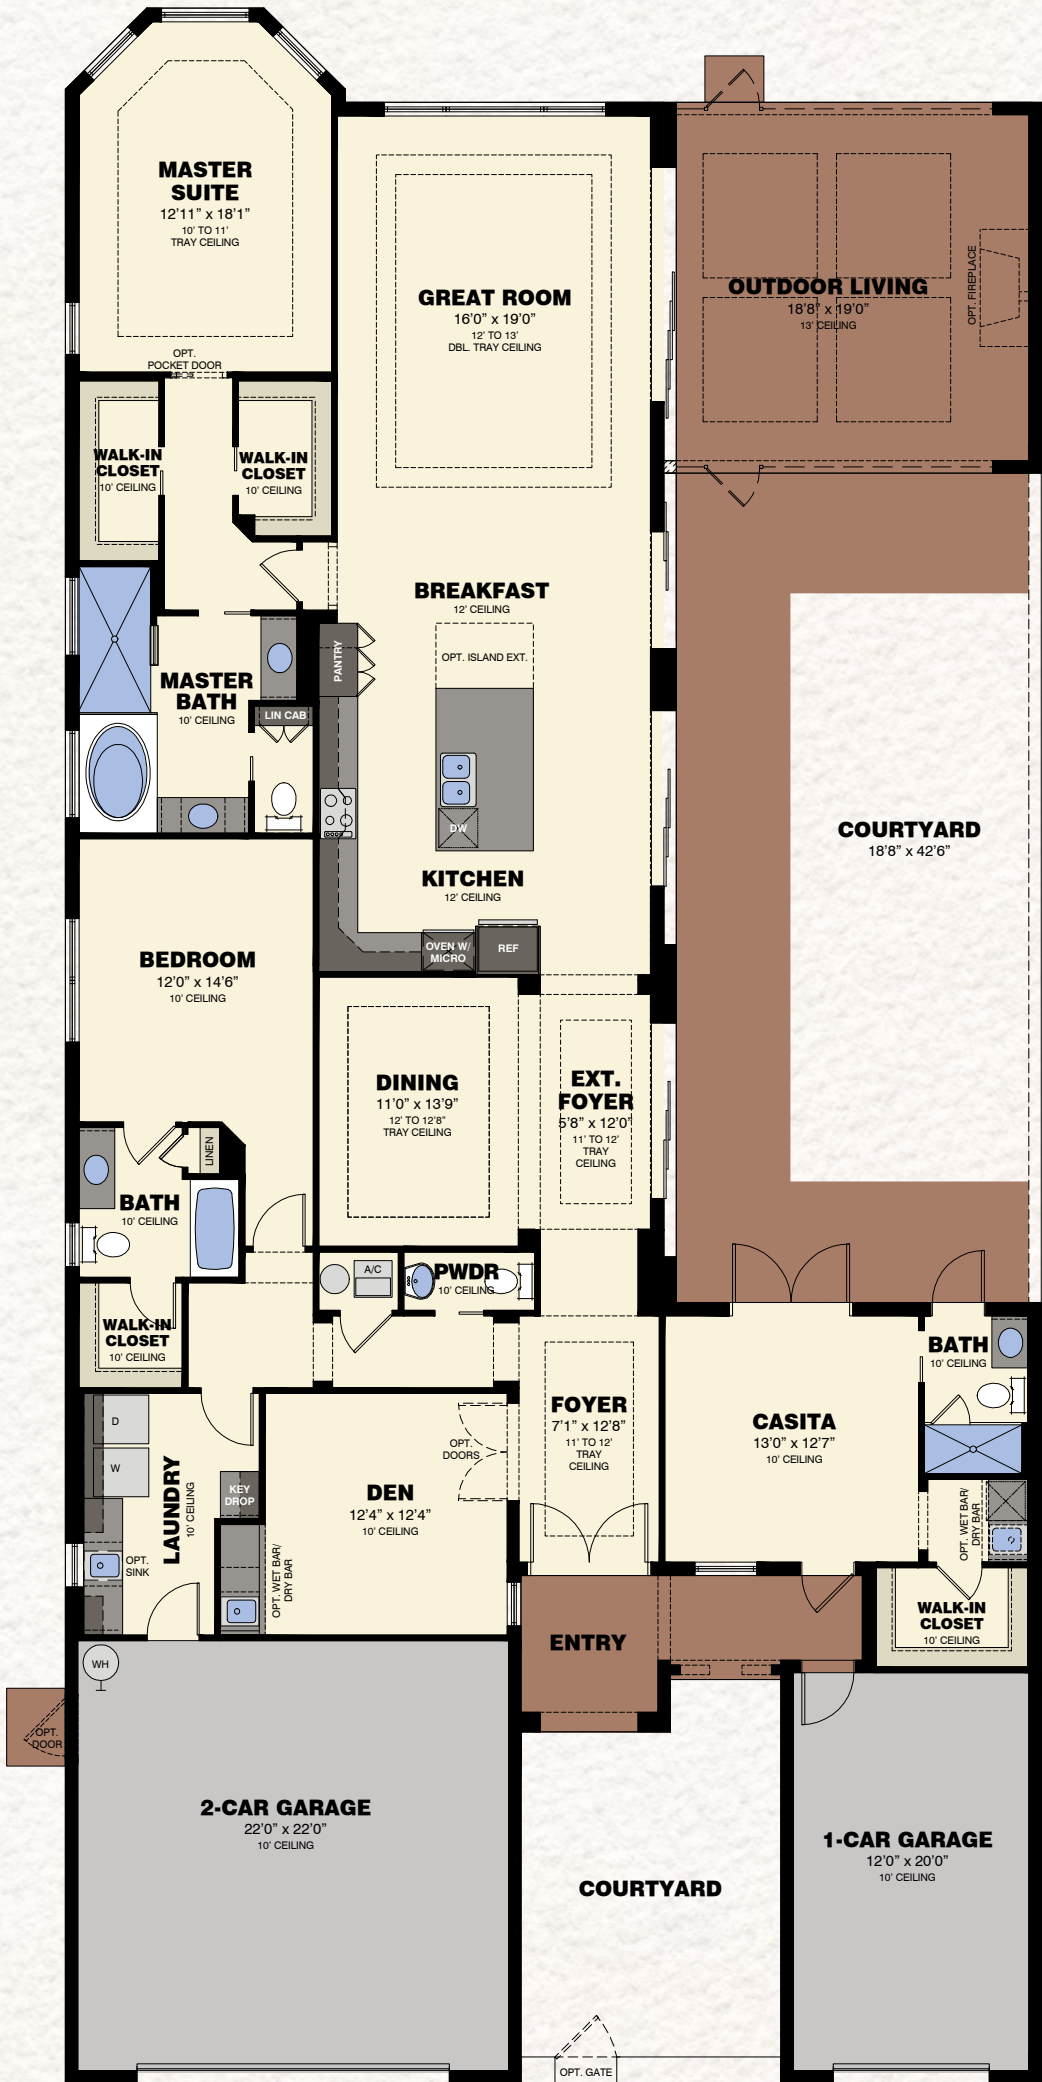 MASTER
SUITE
12'11" x 18'1"
10' TO 11'
TRAY CEILING
OPT.
POCKET DOOR
GREAT ROOM
16'0" x 19'0"
12' TO 13'
DBL. TRAY CEILING
OUTDOOR LIVING
18'8" x 19'0"
13' CEILING
OPT. FIREPLACE
WALK-IN
CLOSET
10' CEILING
WALK-IN
CLOSET
10' CEILING
BREAKFAST
12' CEILING
OPT. ISLAND EXT.
PANTRY
MASTER
BATH
10' CEILING
LIN CAB
DW
KITCHEN
12' CEILING
OVEN W/
MICRO
REF
COURTYARD
18'8" x 42'6"
BEDROOM
12'0" x 14'6"
10' CEILING
DINING
11'0" x 13'9"
12' TO 12'8"
TRAY CEILING
EXT.
FOYER
5'8" x 12'0"
11' TO 12'
TRAY
CEILING
LINEN
BATH
10' CEILING
A/C
PWDR
10' CEILING
WALK-IN
CLOSET
10' CEILING
BATH
10' CEILING
D
W
LAUNDRY
10' CEILING
KEY
DROP
OPT.
SINK
OPT. WET BAR/
DRY BAR
DEN
12'4" x 12'4"
10' CEILING
OPT.
DOORS
FOYER
7'1" x 12'8"
11' TO 12'
TRAY
CEILING
CASITA
13'0" x 12'7"
10' CEILING
OPT. WET BAR/
DRY BAR
WALK-IN
CLOSET
10' CEILING
ENTRY
WH
OPT.
DOOR
2-CAR GARAGE
22'0" x 22'0"
10' CEILING
COURTYARD
1-CAR GARAGE
12'0" x 20'0"
10' CEILING
OPT. GATE